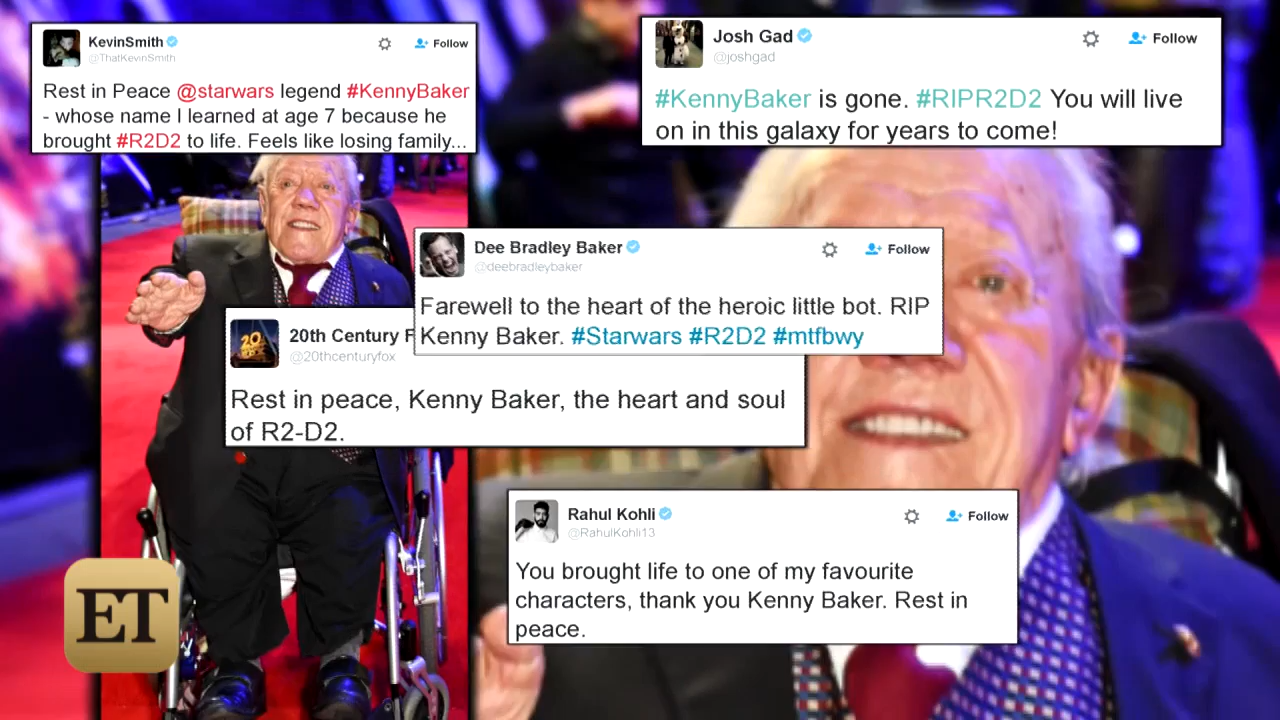 KevinSmith
@ThatKevinSmith
Follow
Rest in Peace @starwars legend #KennyBaker
- whose name I learned at age 7 because he
brought #R2D2 to life. Feels like losing family...
Josh Gad
@joshgad
Follow
#KennyBaker is gone. #RIPR2D2 You will live
on in this galaxy for years to come!
Dee Bradley Baker
@deebradleybaker
Follow
Farewell to the heart of the heroic little bot. RIP
Kenny Baker. #Starwars #R2D2 #mtfbwy
20th Century F
@20thcenturyfox
Rest in peace, Kenny Baker, the heart and soul
of R2-D2.
Rahul Kohli
@RahulKohli13
Follow
You brought life to one of my favourite
characters, thank you Kenny Baker. Rest in
peace.
ET